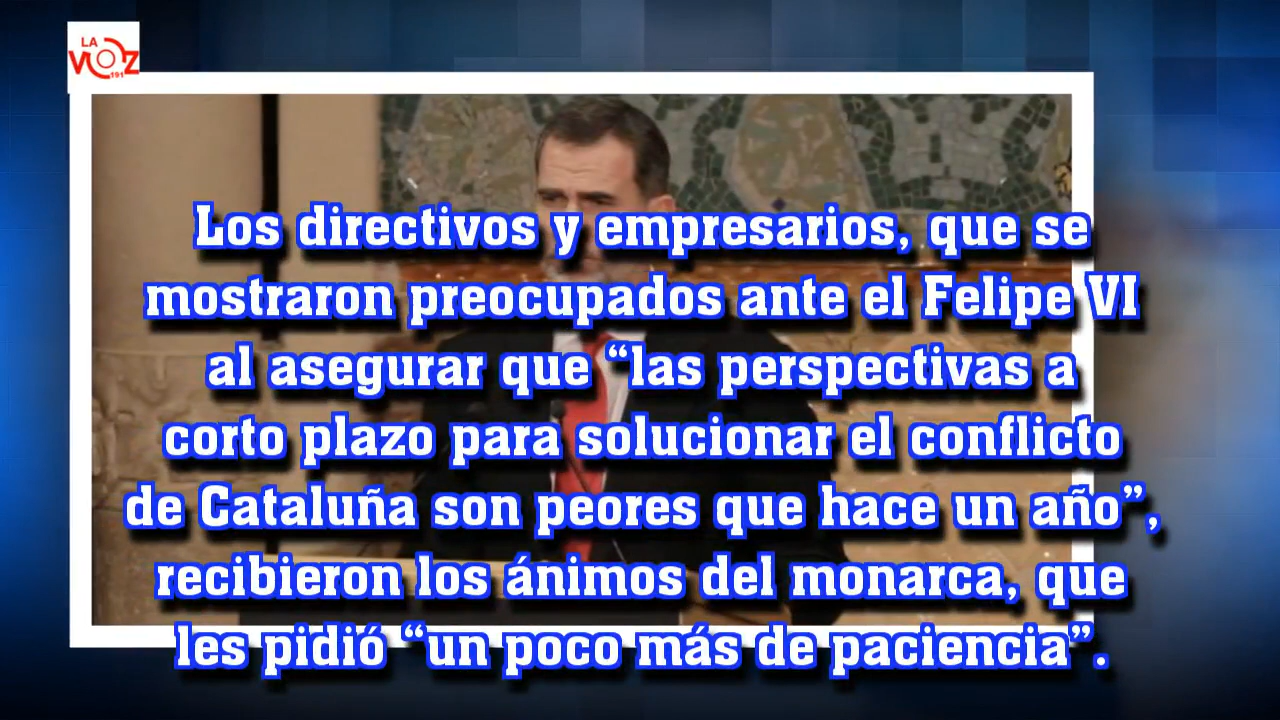 LA
VOZ
191
Los directivos y empresarios, que se
mostraron preocupados ante el Felipe VI
al asegurar que “las perspectivas a
corto plazo para solucionar el conflicto
de Cataluña son peores que hace un año”,
recibieron los ánimos del monarca, que
les pidió “un poco más de paciencia”.